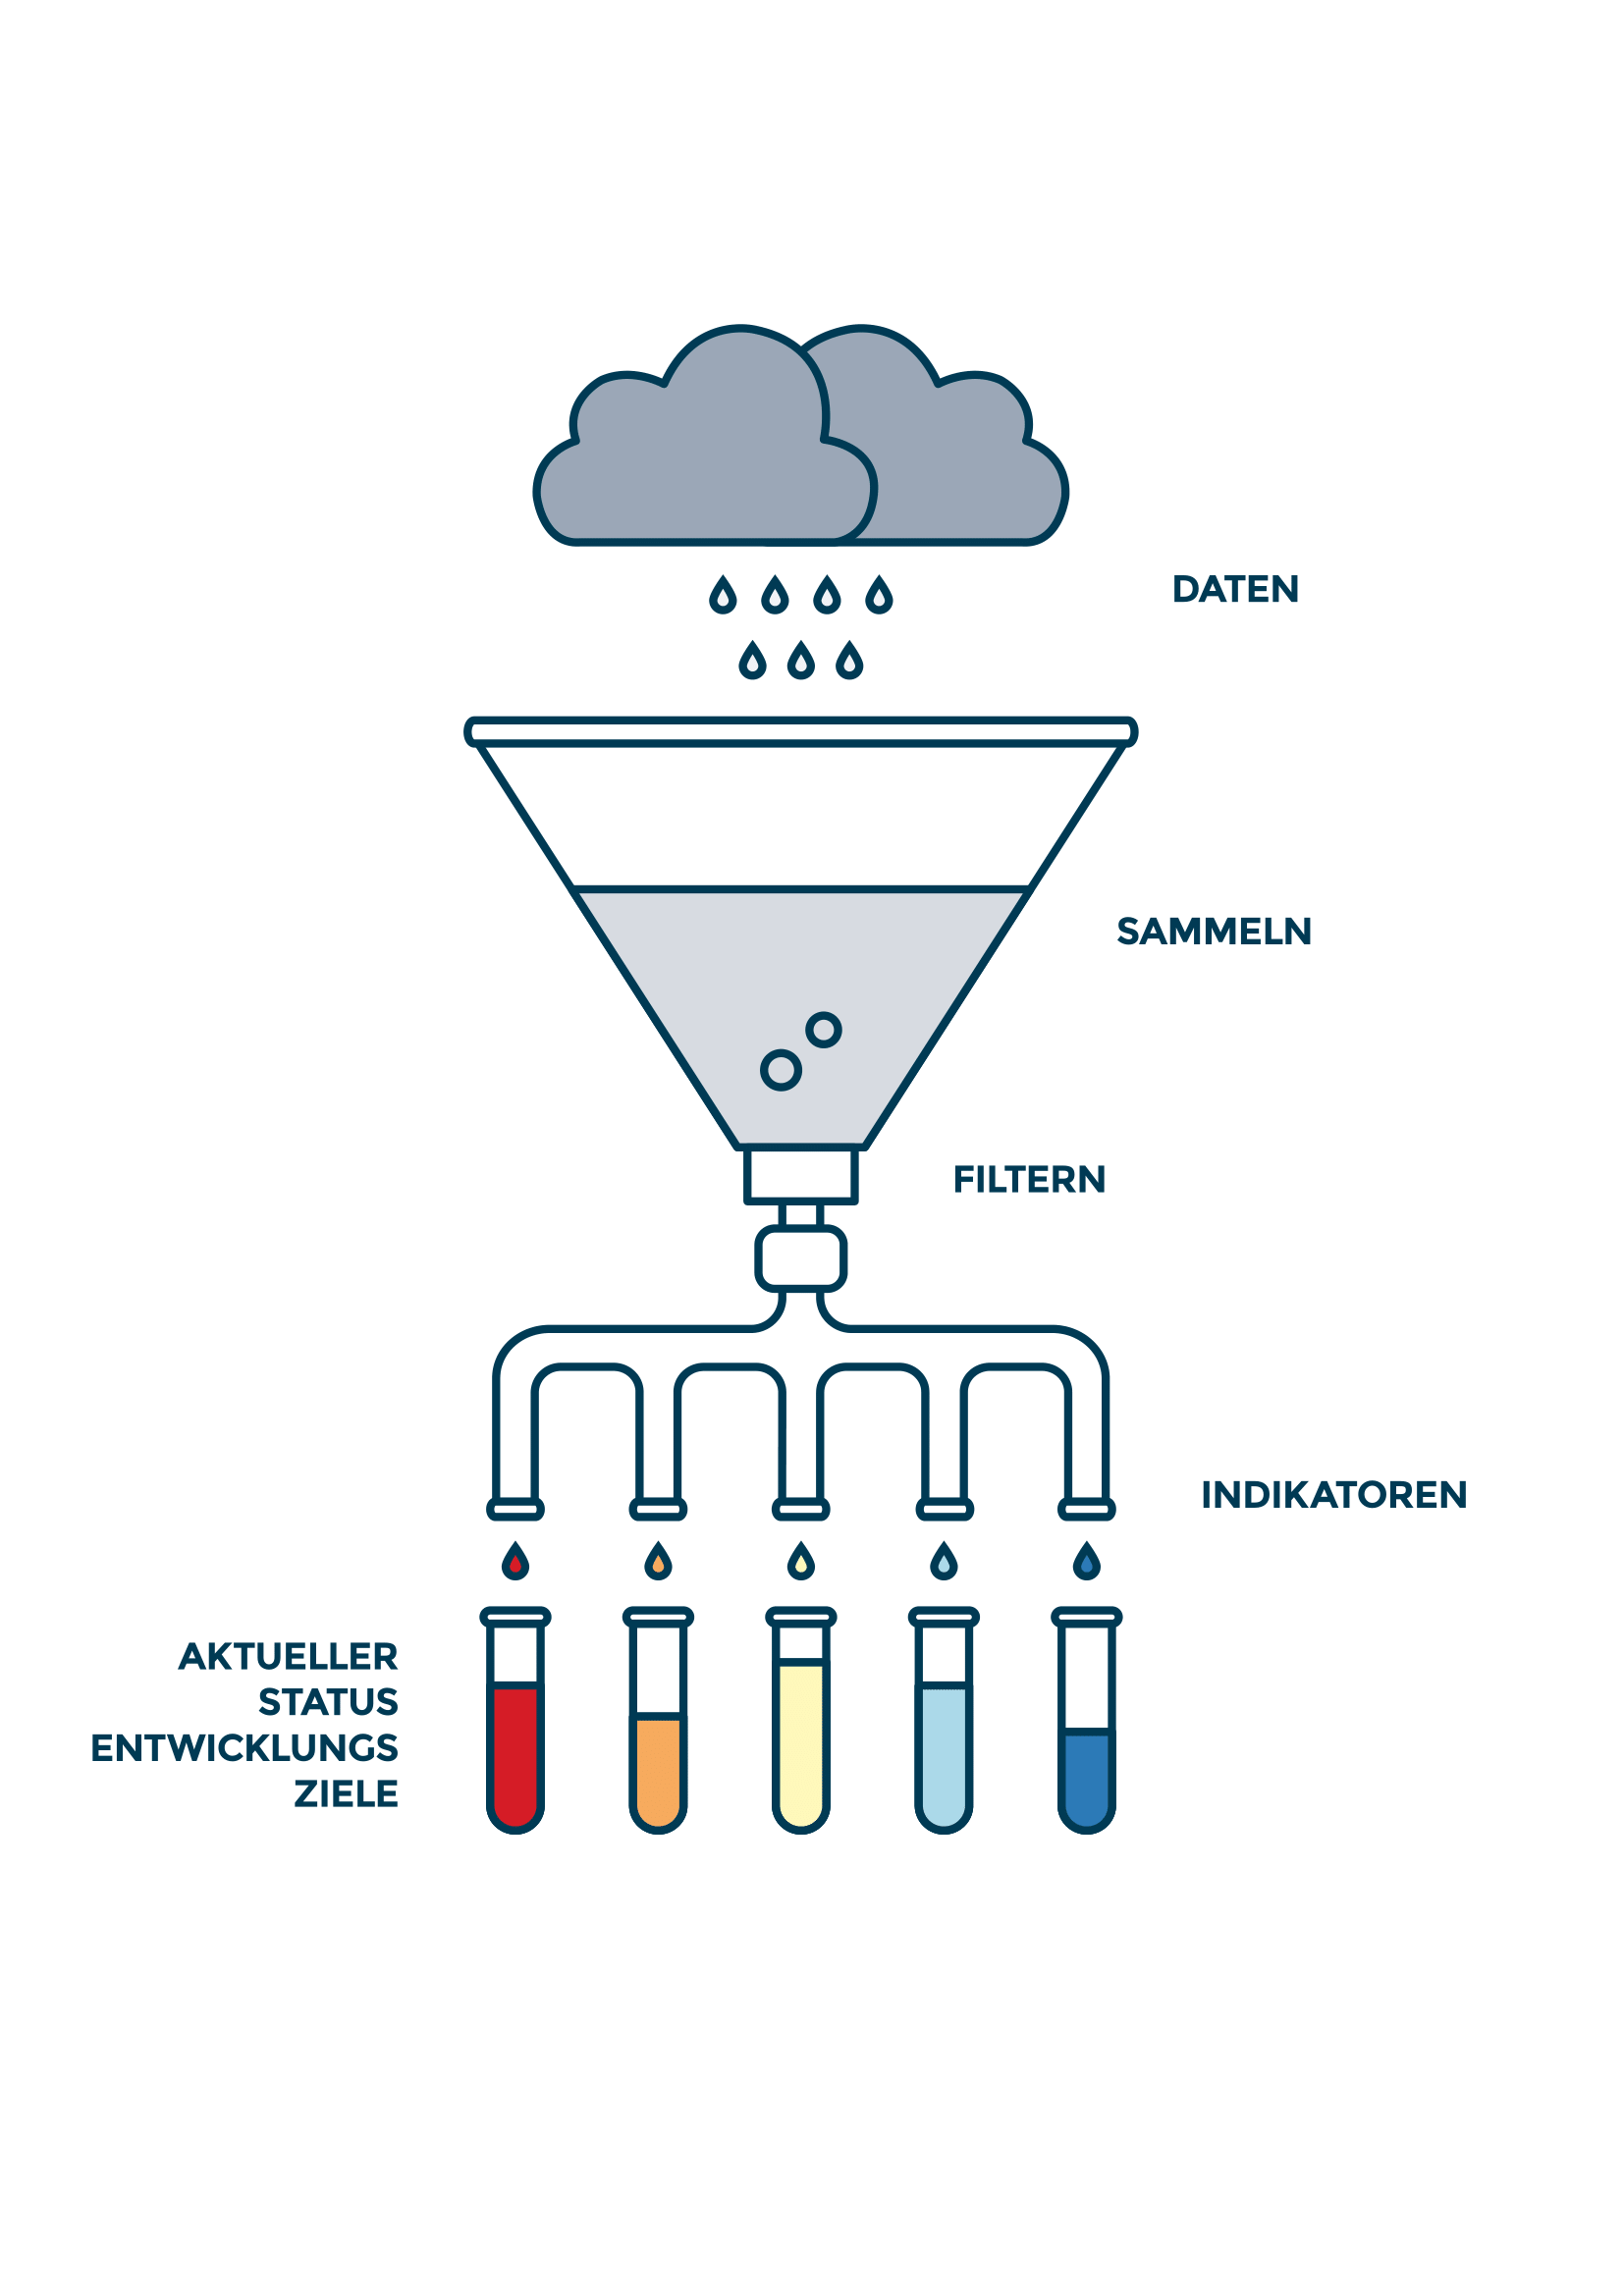 DATEN
SAMMELN
FILTERN
INDIKATOREN
AKTUELLER
STATUS
ENTWICKLUNGS
ZIELE